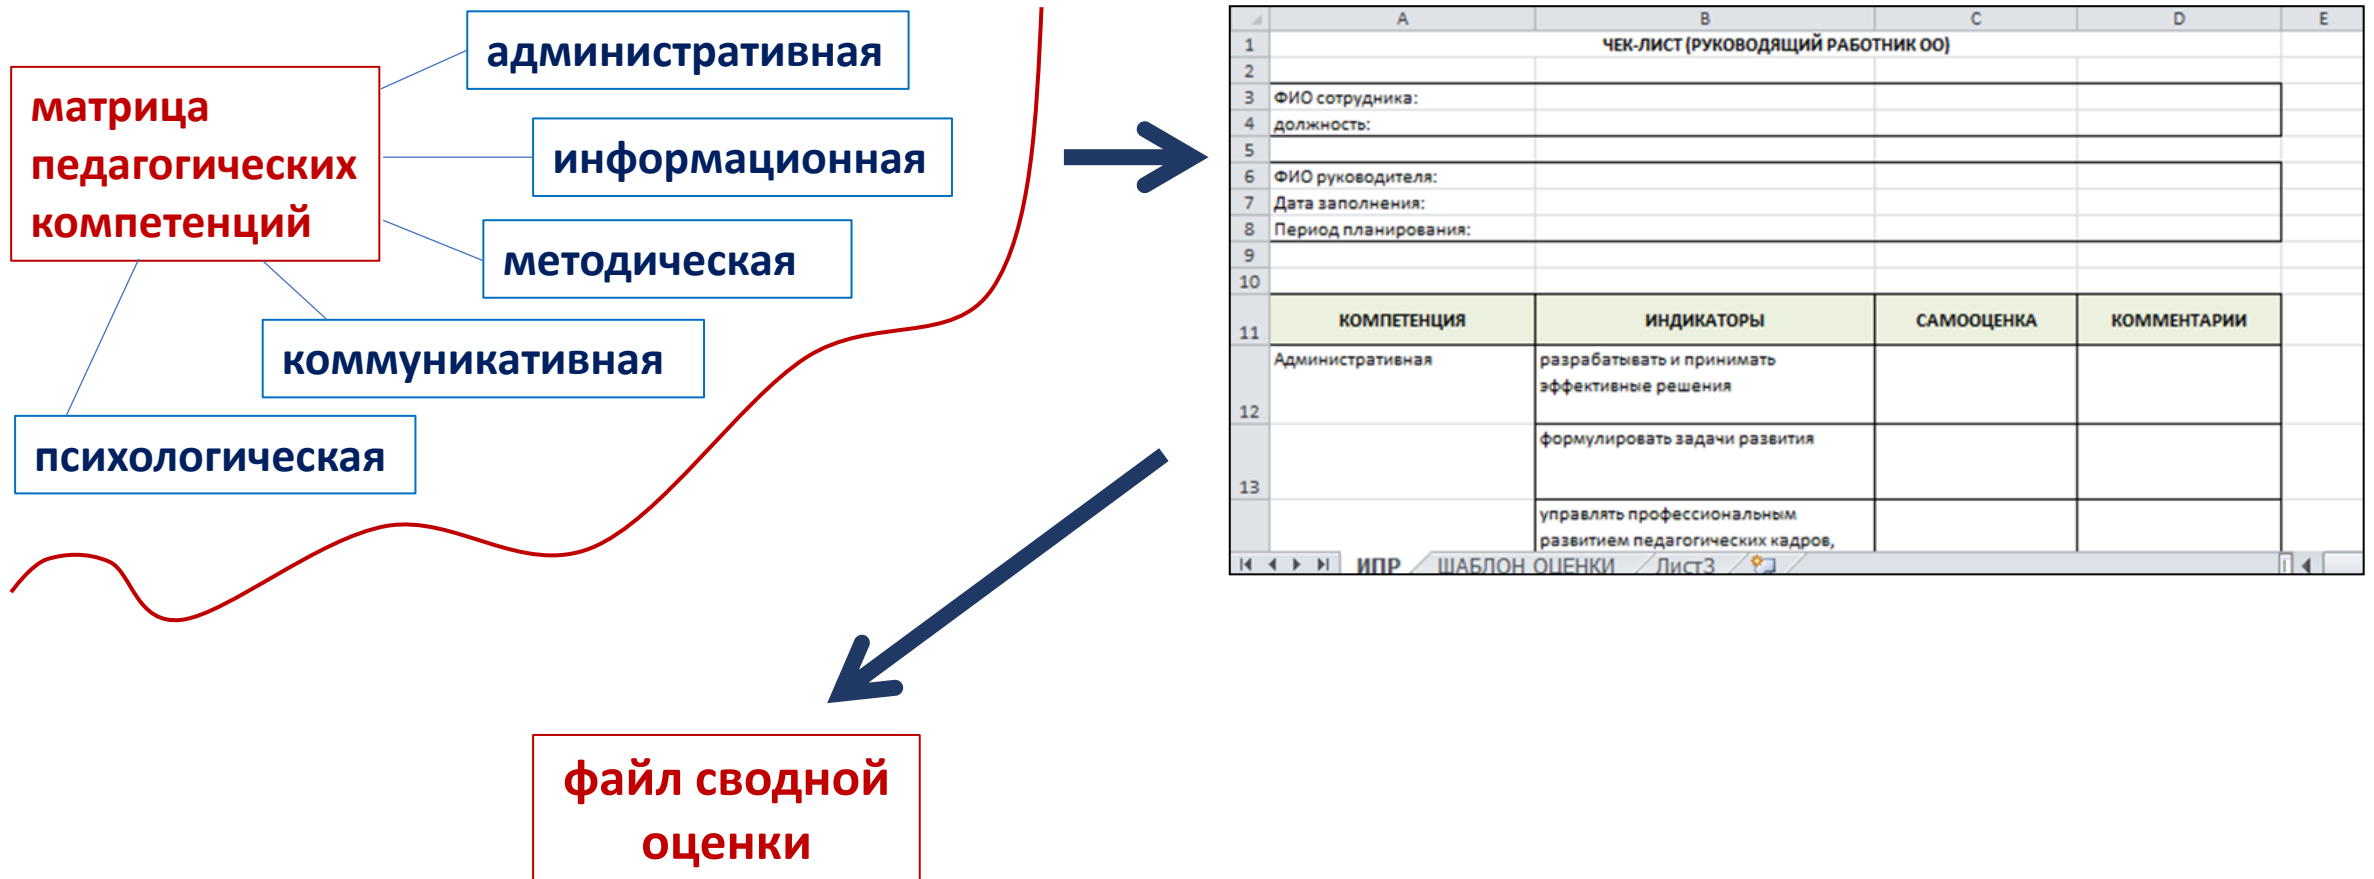 матрица
педагогических
компетенций
административная
информационная
методическая
коммуникативная
психологическая
A B C D E
1 ЧЕК-ЛИСТ (РУКОВОДЯЩИЙ РАБОТНИК ОО)
2
3 ФИО сотрудника:
4 должность:
5
6 ФИО руководителя:
7 Дата заполнения:
8 Период планирования:
9
10
11 КОМПЕТЕНЦИЯ ИНДИКАТОРЫ САМООЦЕНКА КОММЕНТАРИИ
Административная разрабатывать и принимать
эффективные решения
12
формулировать задачи развития
13
управлять профессиональным
развитием педагогических кадров,
ИПР ШАБЛОН ОЦЕНКИ Лист3
файл сводной
оценки